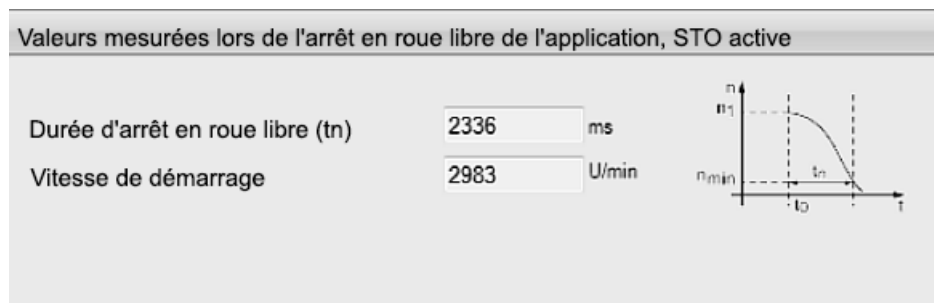 Valeurs mesurées lors de l'arrêt en roue libre de l'application, STO active
Durée d'arrêt en roue libre (tn) 2336 ms
Vitesse de démarrage 2983 U/min
n
n1
nmin
tn
to
t